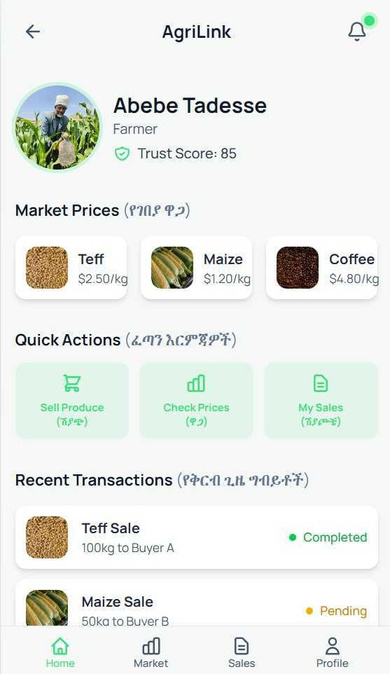 AgriLink
Abebe Tadesse
Farmer
Trust Score: 85
Market Prices (የገበያ ዋጋ)
Teff
$2.50/kg
Maize
$1.20/kg
Coffee
$4.80/kg
Quick Actions (ፈጣን እርምጃዎች)
Sell Produce
(ሽያጭ)
Check Prices
(ዋጋ)
My Sales
(ሽያጮቼ)
Recent Transactions (የቅርብ ጊዜ ግብይቶች)
Teff Sale
100kg to Buyer A
Completed
Maize Sale
50kg to Buyer B
Pending
Home
Market
Sales
Profile